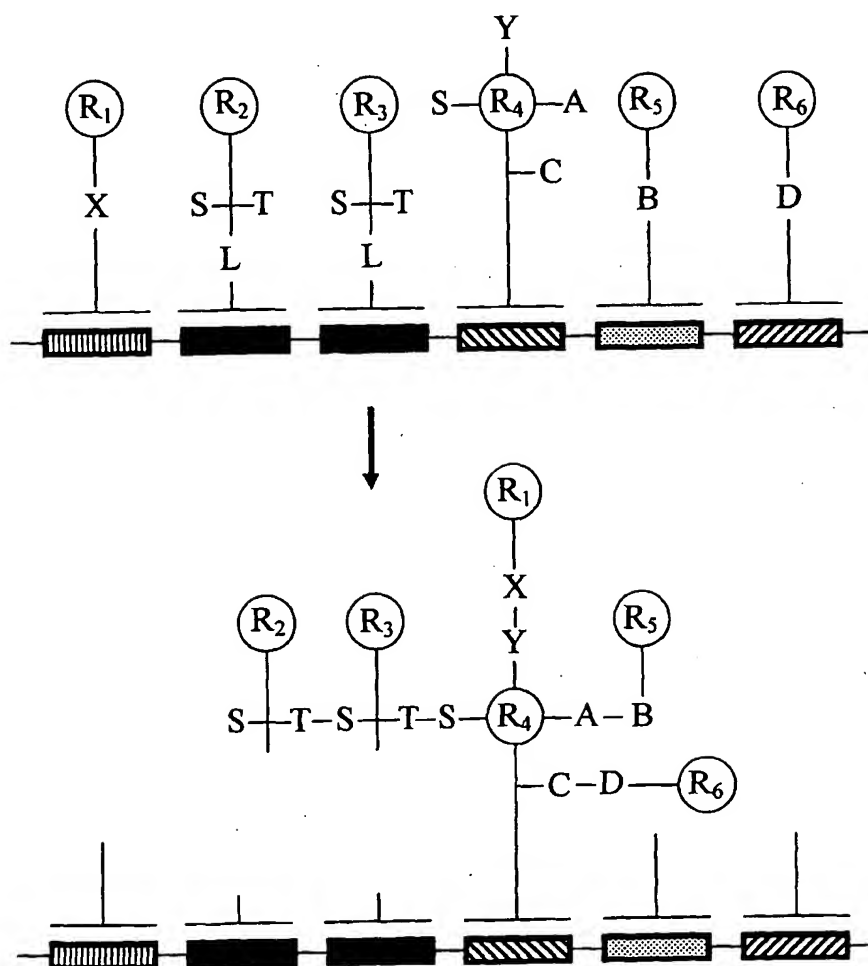 Y
R₁ R₂ R₃ S R₄ A R₅ R₆
C
X S T S T B D
L L
R₁
X
R₂ R₃ R₅
Y
S T S T S R₄ A B
C D R₆